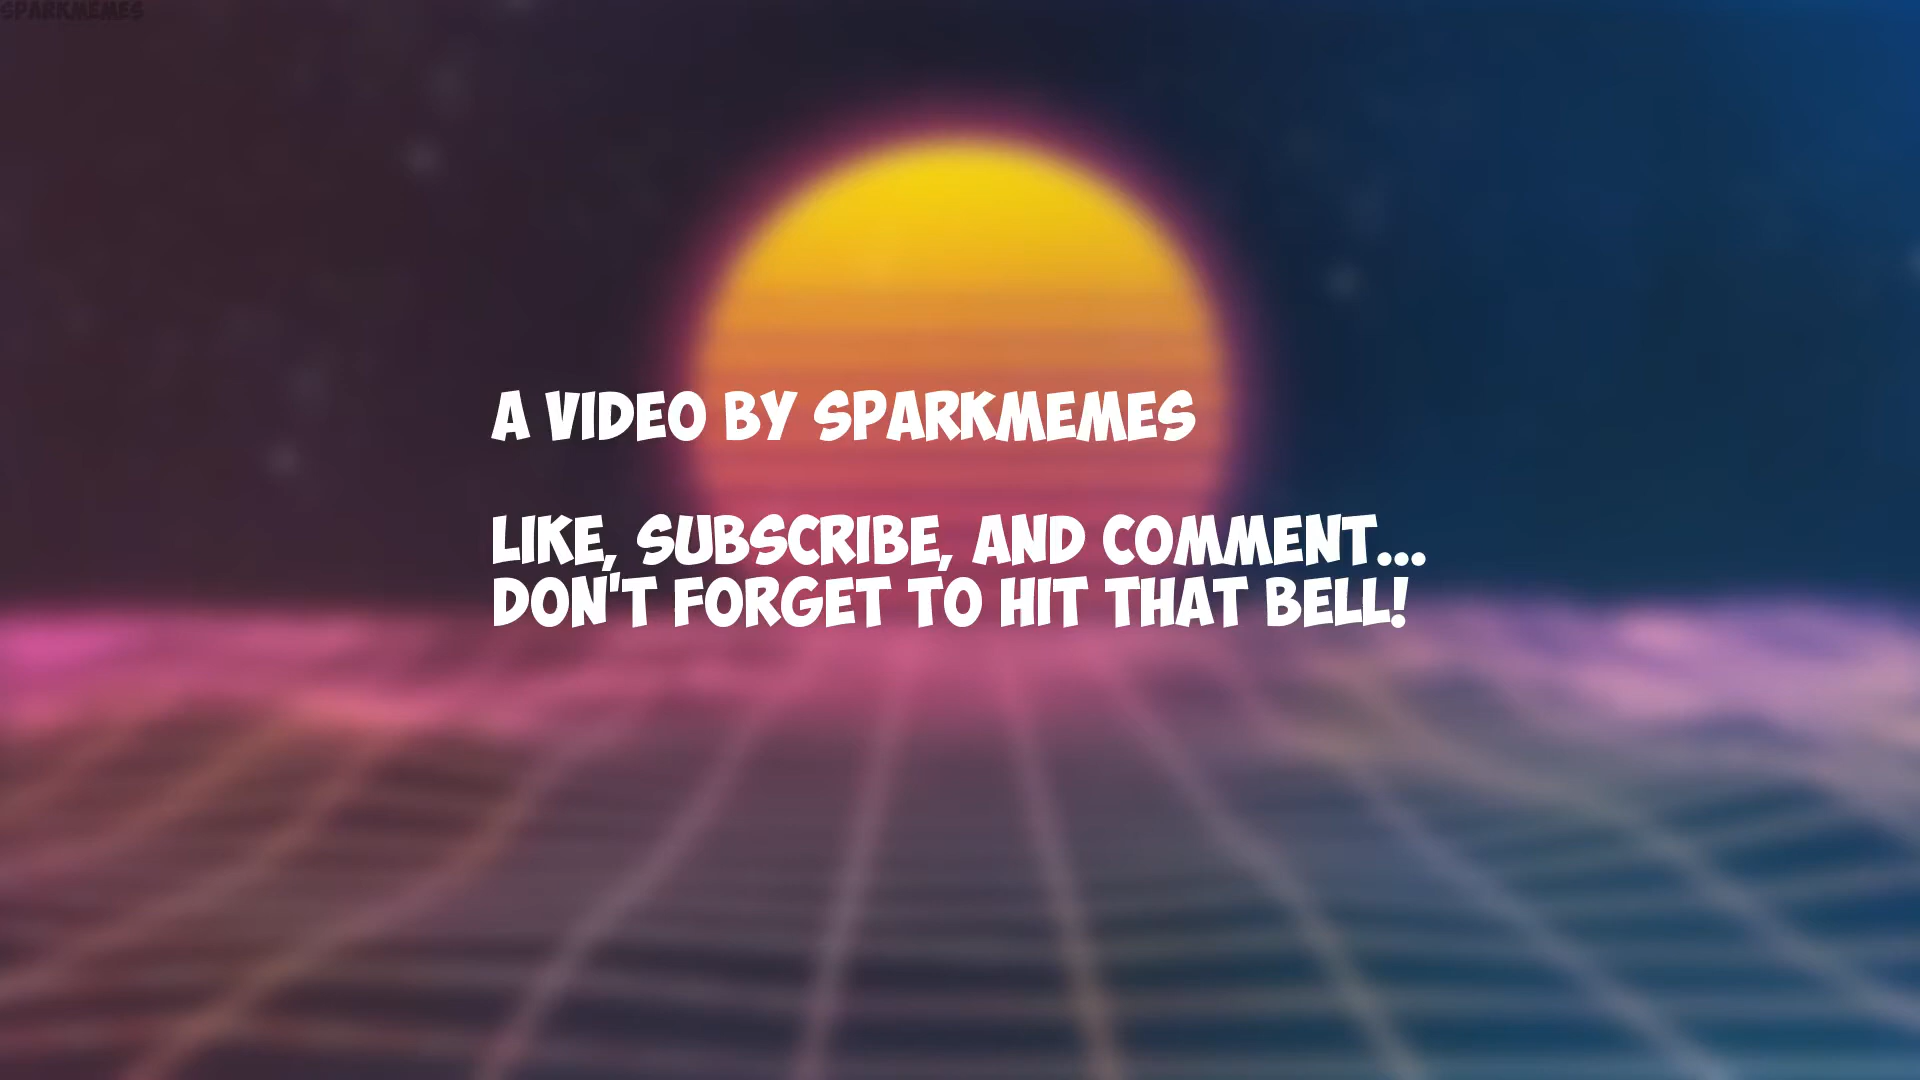 SPARKMEMES
A VIDEO BY SPARKMEMES
LIKE, SUBSCRIBE, AND COMMENT...
DON'T FORGET TO HIT THAT BELL!